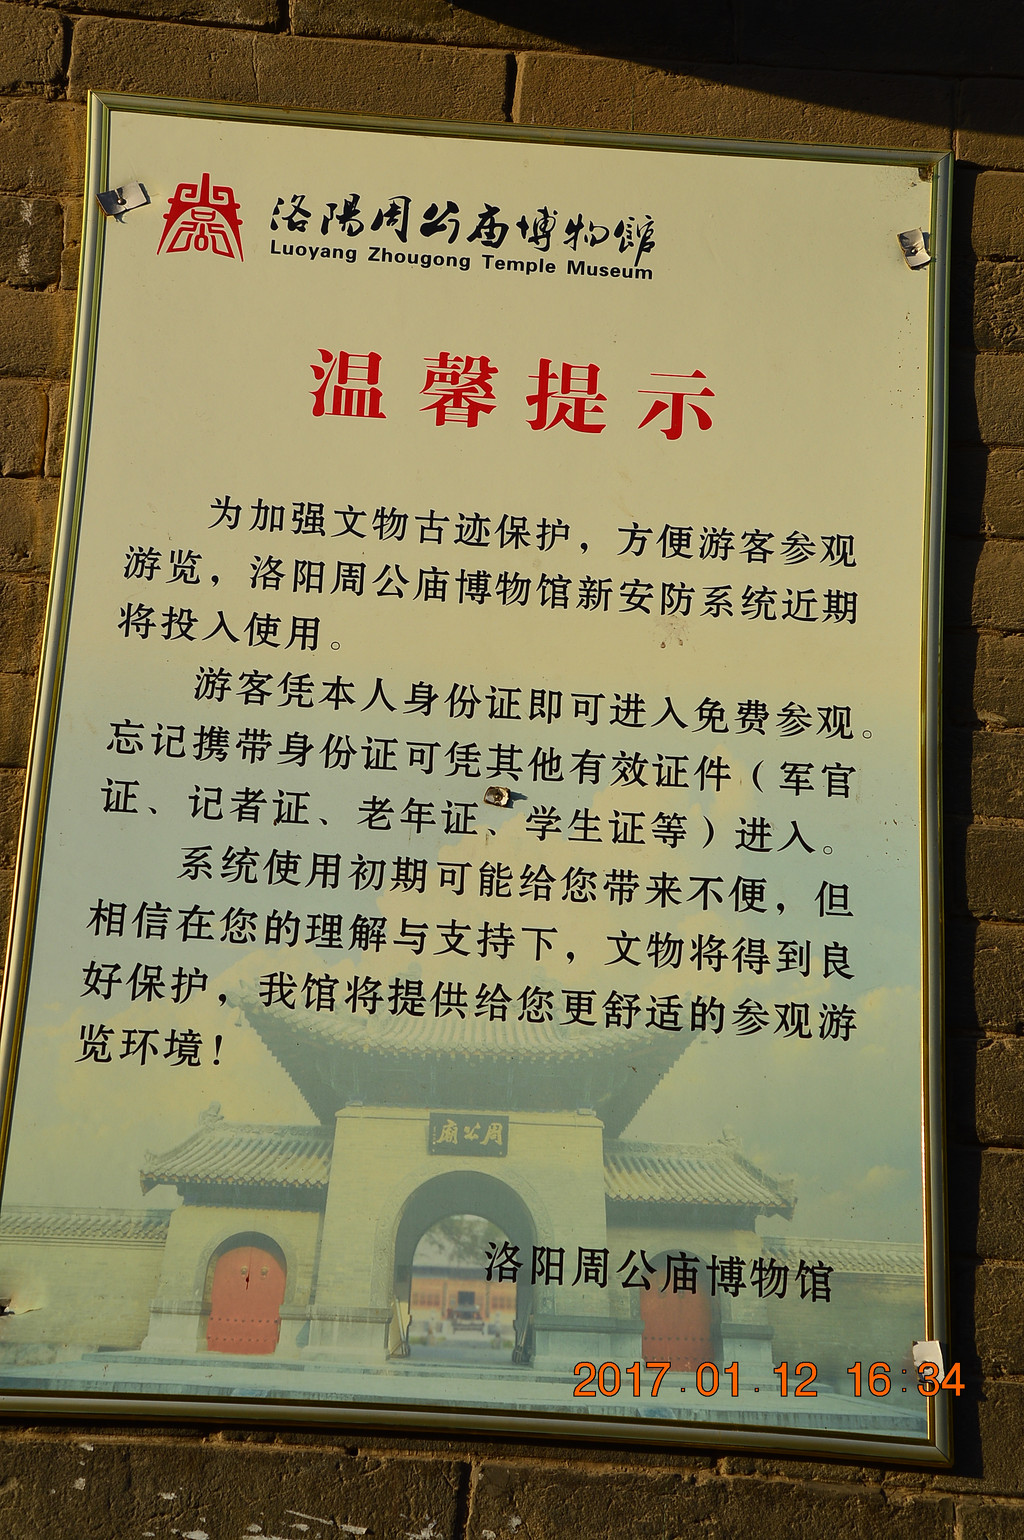 洛陽周公庙博物館
Luoyang Zhougong Temple Museum
温馨提示
为加强文物古迹保护，方便游客参观
游览，洛阳周公庙博物馆新安防系统近期
将投入使用。
游客凭本人身份证即可进入免费参观。
忘记携带身份证可凭其他有效证件（军官
证、记者证、老年证、学生证等）进入。
系统使用初期可能给您带来不便，但
相信在您的理解与支持下，文物将得到良
好保护，我馆将提供给您更舒适的参观游
览环境！
周公廟
洛阳周公庙博物馆
2017.01.12 16:34